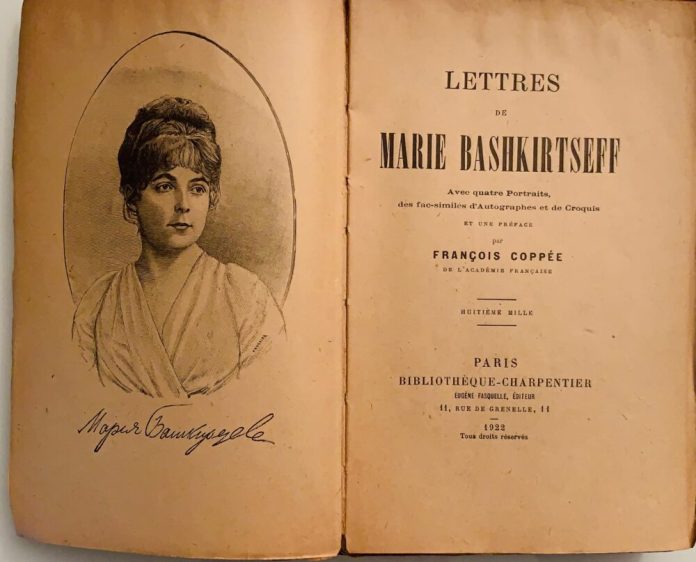 Мария Башкирцева
LETTRES
DE
MARIE BASHKIRTSEFF
Avec quatre Portraits,
des fac-similes d'Autographes et de Croquis
ET UNE PRÉFACE
par
FRANÇOIS COPPÉE
DE L'ACADÉMIE FRANÇAISE
HUITIÈME MILLE
PARIS
BIBLIOTHÈQUE-CHARPENTIER
EUGÈNE FASQUELLE, ÉDITEUR
11, RUE DE GRENELLE, 11
1922
Tous droits réservés